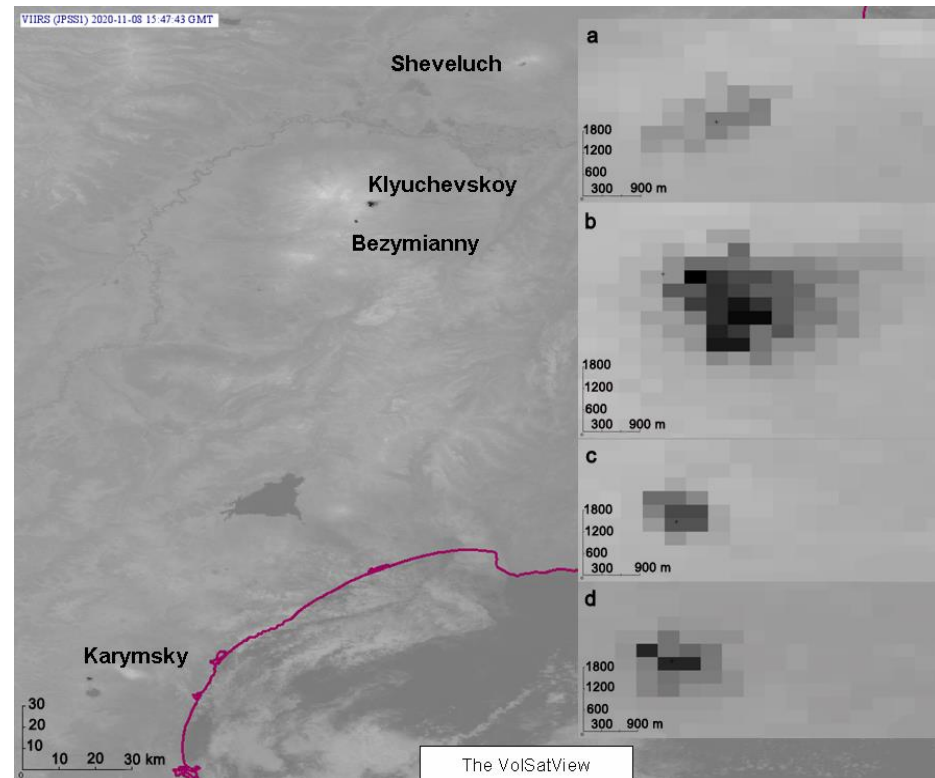 VIIRS (JPSS1) 2020-11-08 15:47:43 GMT
Sheveluch
Klyuchevskoy
Bezymianny
Karymsky
30
20
10
10 20 30 km
a
1800
1200
600
300 900 m
b
1800
1200
600
300 900 m
c
1800
1200
600
300 900 m
d
1800
1200
600
300 900 m
The VolSatView